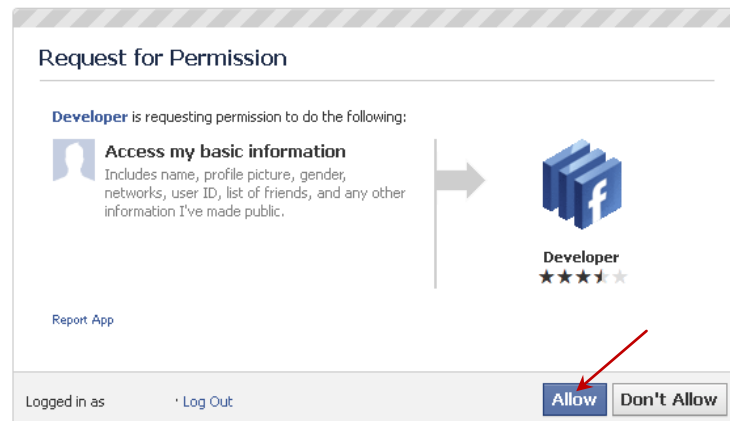 Request for Permission
Developer is requesting permission to do the following:
Access my basic information
Includes name, profile picture, gender,
networks, user ID, list of friends, and any other
information I've made public.
f
Developer
Report App
Logged in as · Log Out
Allow
Don't Allow